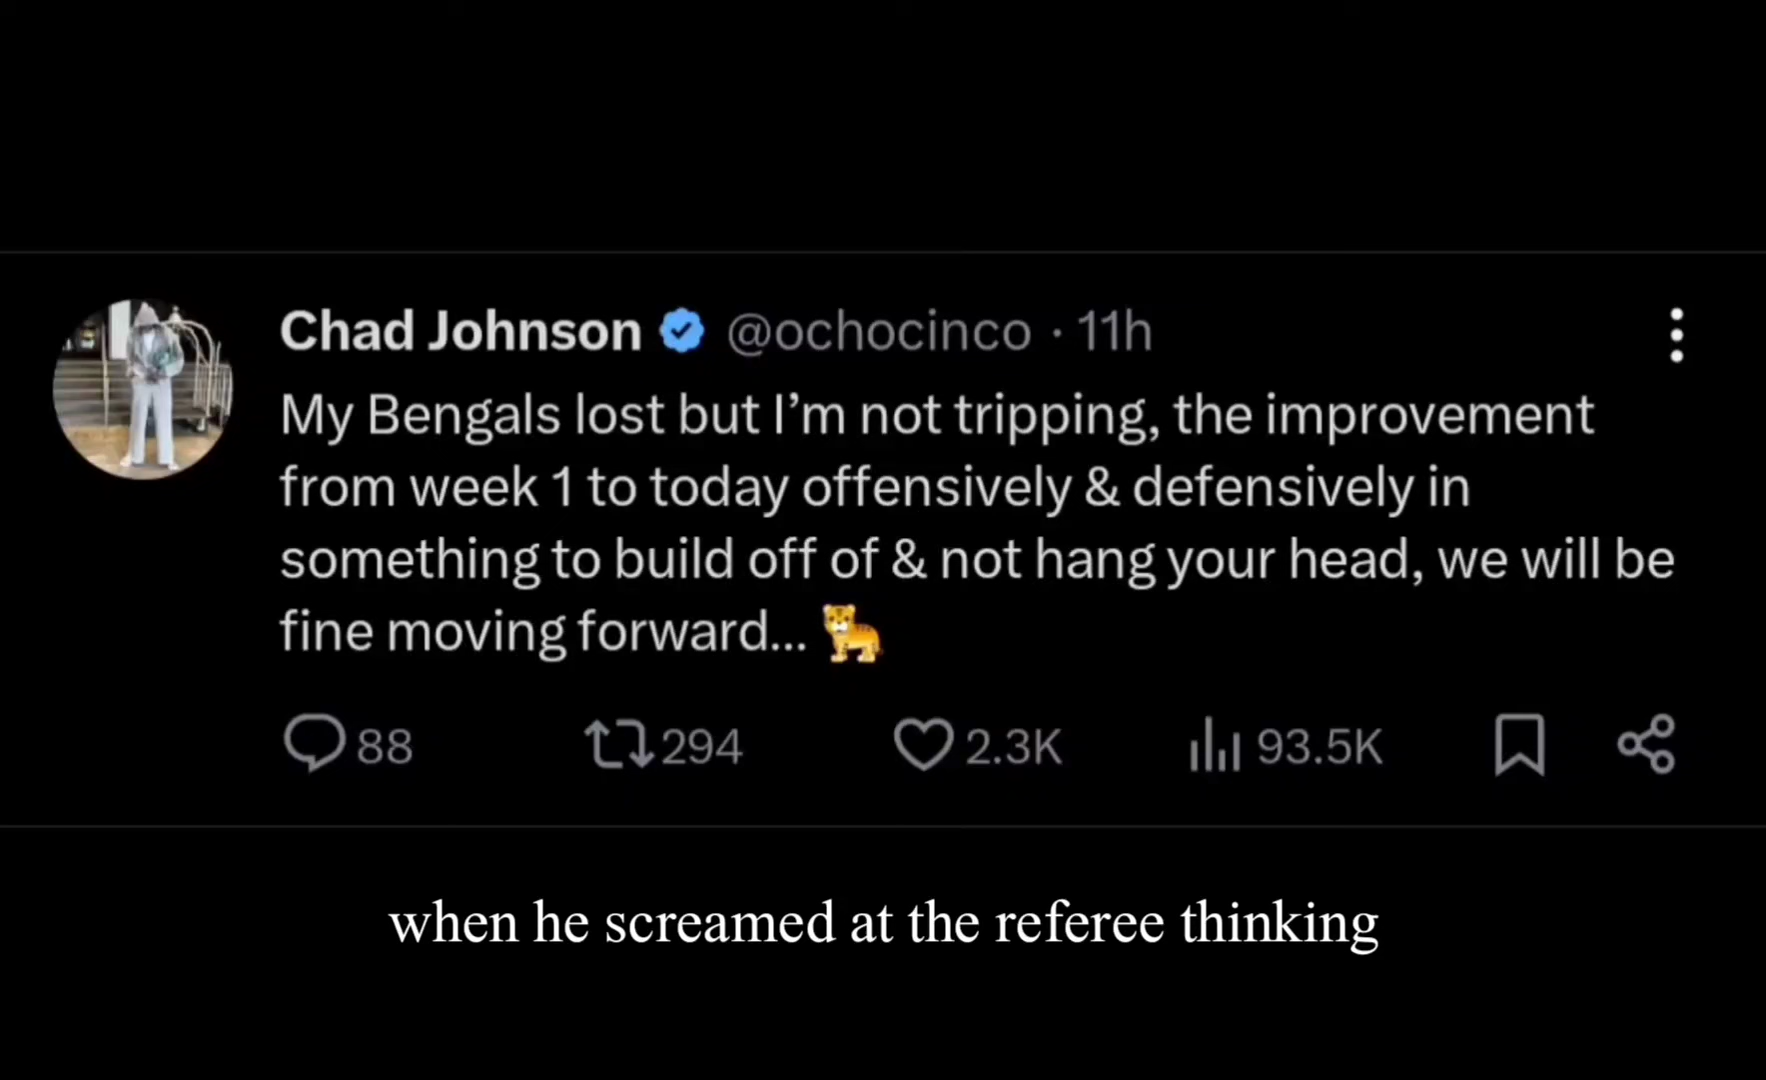 Chad Johnson @ochocinco · 11h
My Bengals lost but I’m not tripping, the improvement
from week 1 to today offensively & defensively in
something to build off of & not hang your head, we will be
fine moving forward... 🐅
88 294 2.3K 93.5K
when he screamed at the referee thinking